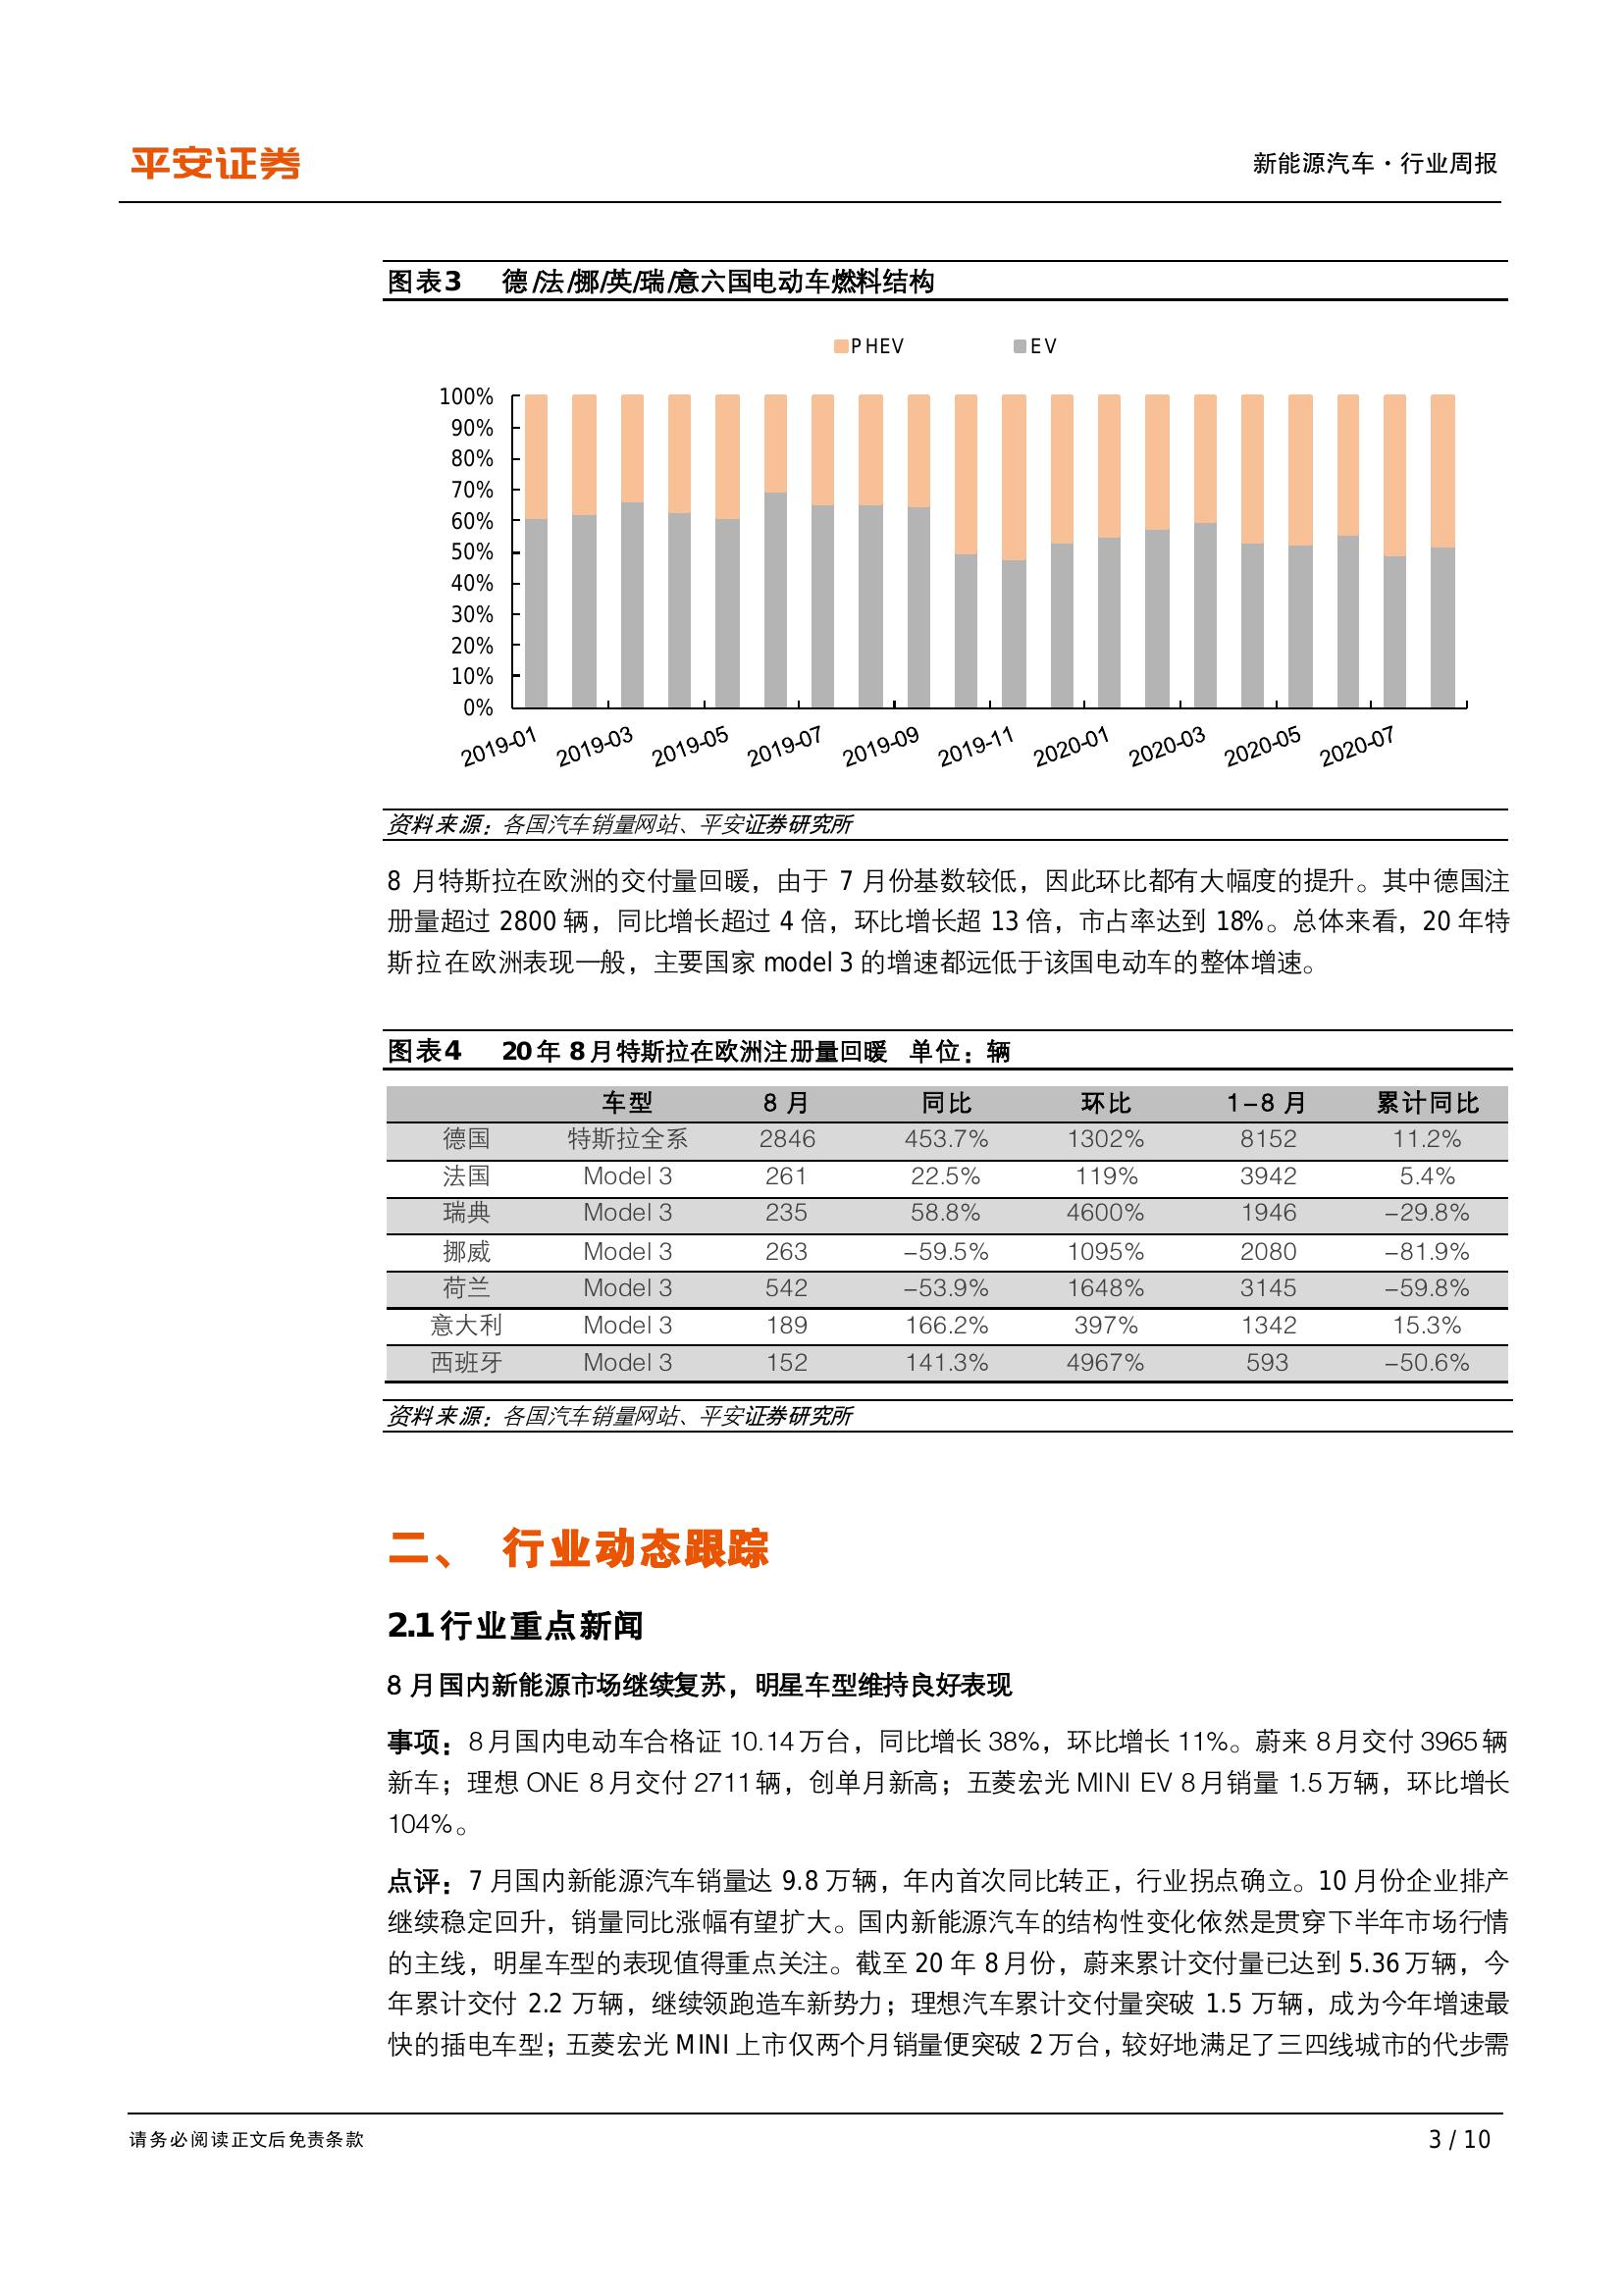 平安证券
新能源汽车·行业周报
图表3 德/法/挪/英/瑞/意六国电动车燃料结构
PHEV EV
100%
90%
80%
70%
60%
50%
40%
30%
20%
10%
0%
2019-01 2019-03 2019-05 2019-07 2019-09 2019-11 2020-01 2020-03 2020-05 2020-07
资料来源：各国汽车销量网站、平安证券研究所
8 月特斯拉在欧洲的交付量回暖，由于 7 月份基数较低，因此环比都有大幅度的提升。其中德国注
册量超过 2800 辆，同比增长超过 4 倍，环比增长超 13 倍，市占率达到 18%。总体来看，20 年特
斯拉在欧洲表现一般，主要国家 model 3 的增速都远低于该国电动车的整体增速。
图表4 20 年 8 月特斯拉在欧洲注册量回暖 单位：辆
车型 8 月 同比 环比 1-8 月 累计同比
德国 特斯拉全系 2846 453.7% 1302% 8152 11.2%
法国 Model 3 261 22.5% 119% 3942 5.4%
瑞典 Model 3 235 58.8% 4600% 1946 -29.8%
挪威 Model 3 263 -59.5% 1095% 2080 -81.9%
荷兰 Model 3 542 -53.9% 1648% 3145 -59.8%
意大利 Model 3 189 166.2% 397% 1342 15.3%
西班牙 Model 3 152 141.3% 4967% 593 -50.6%
资料来源：各国汽车销量网站、平安证券研究所
二、 行业动态跟踪
2.1 行业重点新闻
8 月国内新能源市场继续复苏，明星车型维持良好表现
事项：8 月国内电动车合格证 10.14 万台，同比增长 38%，环比增长 11%。蔚来 8 月交付 3965 辆
新车；理想 ONE 8 月交付 2711 辆，创单月新高；五菱宏光 MINI EV 8 月销量 1.5 万辆，环比增长
104%。
点评：7 月国内新能源汽车销量达 9.8 万辆，年内首次同比转正，行业拐点确立。10 月份企业排产
继续稳定回升，销量同比涨幅有望扩大。国内新能源汽车的结构性变化依然是贯穿下半年市场行情
的主线，明星车型的表现值得重点关注。截至 20 年 8 月份，蔚来累计交付量已达到 5.36 万辆，今
年累计交付 2.2 万辆，继续领跑造车新势力；理想汽车累计交付量突破 1.5 万辆，成为今年增速最
快的插电车型；五菱宏光 MINI 上市仅两个月销量便突破 2 万台，较好地满足了三四线城市的代步需
请务必阅读正文后免责条款
3 / 10